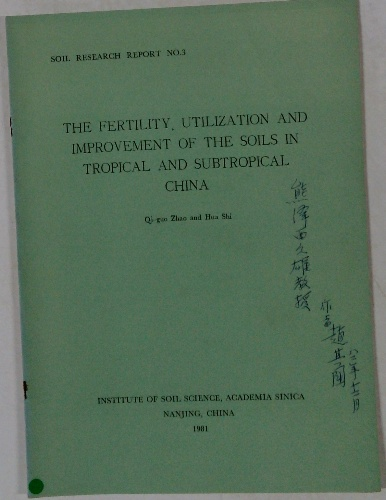 SOIL RESEARCH REPORT NO.3
THE FERTILITY, UTILIZATION AND
IMPROVEMENT OF THE SOILS IN
TROPICAL AND SUBTROPICAL
CHINA
Qi-guo Zhao and Hua Shi
熊澤由久雄教授
作者
趙其國
INSTITUTE OF SOIL SCIENCE, ACADEMIA SINICA
NANJING, CHINA
1981